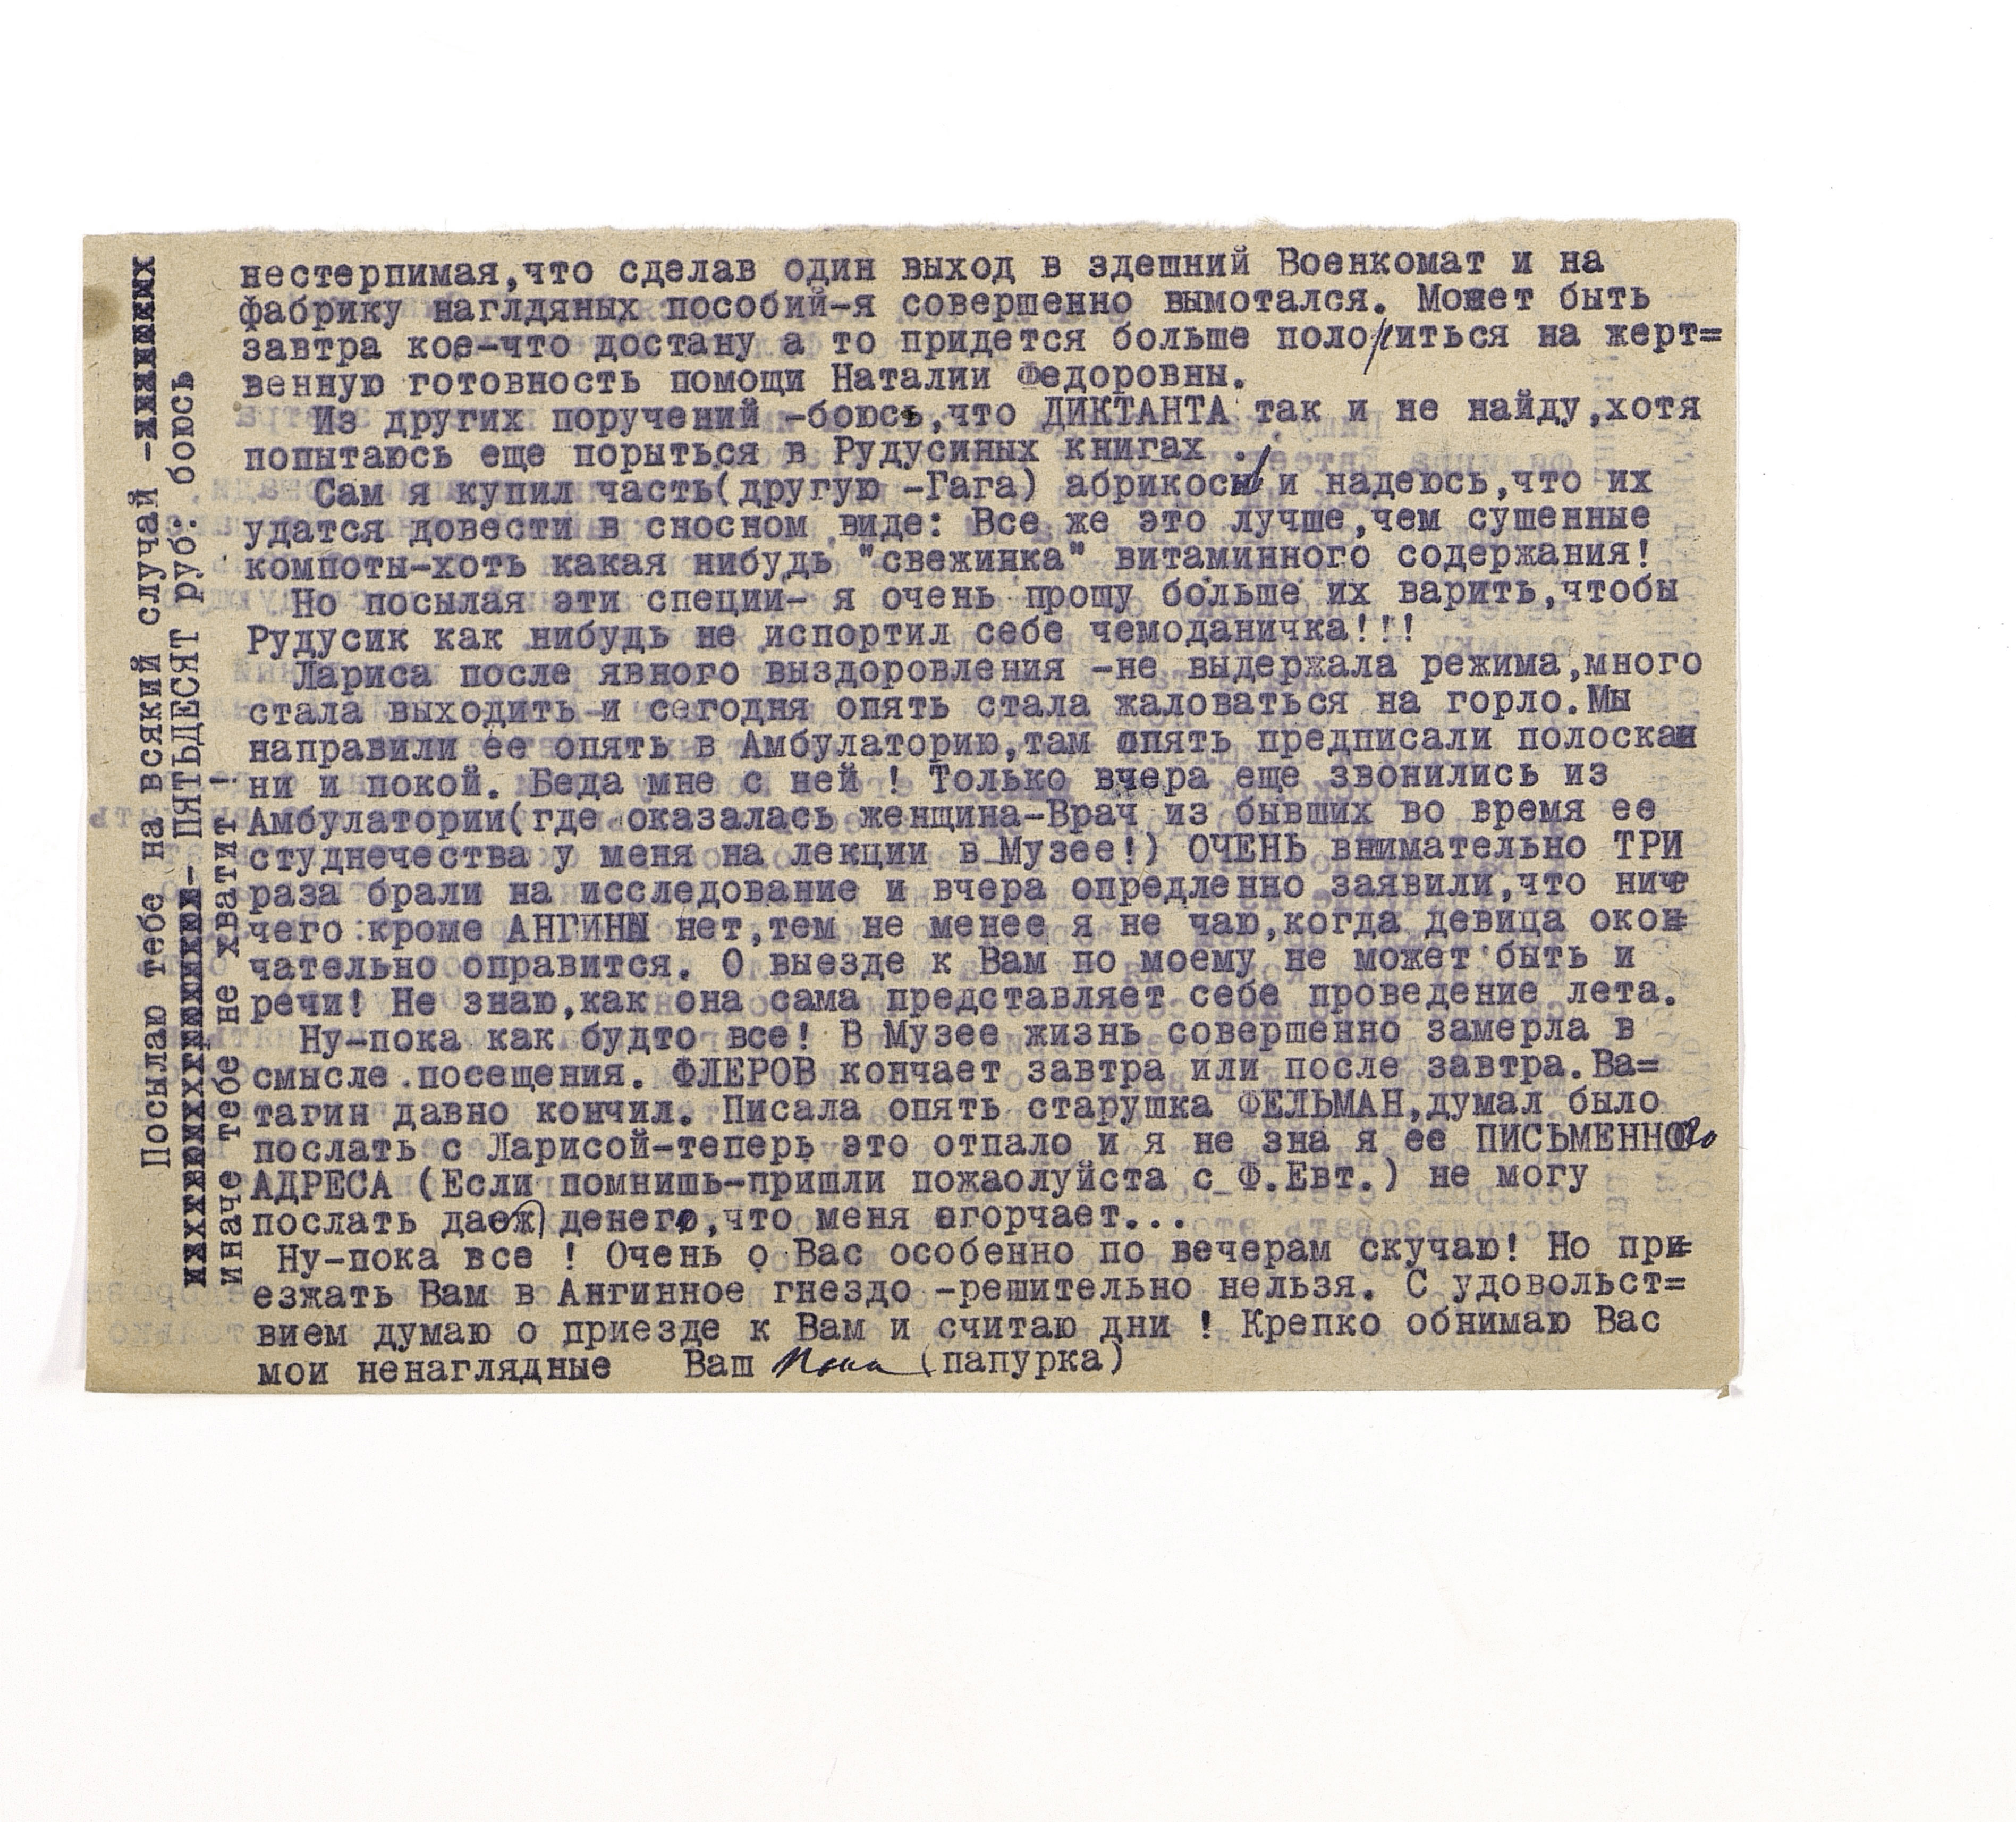 нестерпимая,что сделав один выход в здешний Военкомат и на
фабрику наглдяных пособий-я совершенно вымотался. Может быть
завтра кое-что достану а то придется больше положиться на жерт=
венную готовность помощи Наталии Федоровны.
Из других поручений -боюсь,что ДИКТАНТА так и не найду,хотя
попытаюсь еще порыться в Рудусиных книгах .
Сам я купил часть(другую -Гага) абрикосы и надеюсь,что их
удатся довести в сносном виде: Все же это лучше,чем сушенные
компоты-хоть какая нибудь "свежинка" витаминного содержания!
Но посылая эти специи- я очень прошу больше их варить,чтобы
Рудусик как нибудь не испортил себе чемоданичка!!!
Лариса после явного выздоровления -не выдержала режима,много
стала выходить-и сегодня опять стала жаловаться на горло.Мы
направили ее опять в Амбулаторию,там опять предписали полоскан
ни и покой. Беда мне с ней ! Только вчера еще звонились из
Амбулатории(где оказалась женщина-Врач из бывших во время ее
студнечества у меня на лекции в Музее!) ОЧЕНЬ внимательно ТРИ
раза брали на исследование и вчера опредленно заявили,что ниче
чего кроме АНГИНЫ нет,тем не менее я не чаю,когда девица окон=
чательно оправится. О выезде к Вам по моему не может быть и
речи! Не знаю,как она сама представляет себе проведение лета.
Ну-пока как будто все! В Музее жизнь совершенно замерла в
смысле посещения. ФЛЕРОВ кончает завтра или после завтра.Ва=
тагин давно кончил. Писала опять старушка ФЕЛЬМАН,думал было
послать с Ларисой-теперь это отпало и я не зна я ее ПИСЬМЕННОго
АДРЕСА (Если помнишь-пришли пожаолуйста с Ф.Евт.) не могу
послать даеж денег,что меня огорчает...
Ну-пока все ! Очень о Вас особенно по вечерам скучаю! Но при=
езжать Вам в Ангинное гнездо -решительно нельзя. С удовольст=
вием думаю о приезде к Вам и считаю дни ! Крепко обнимаю Вас
мои ненаглядные Ваш Папа (папурка)
Посылаю тебе на всякий случай -
ПЯТЬДЕСЯТ руб: боюсь
иначе тебе не хватит !